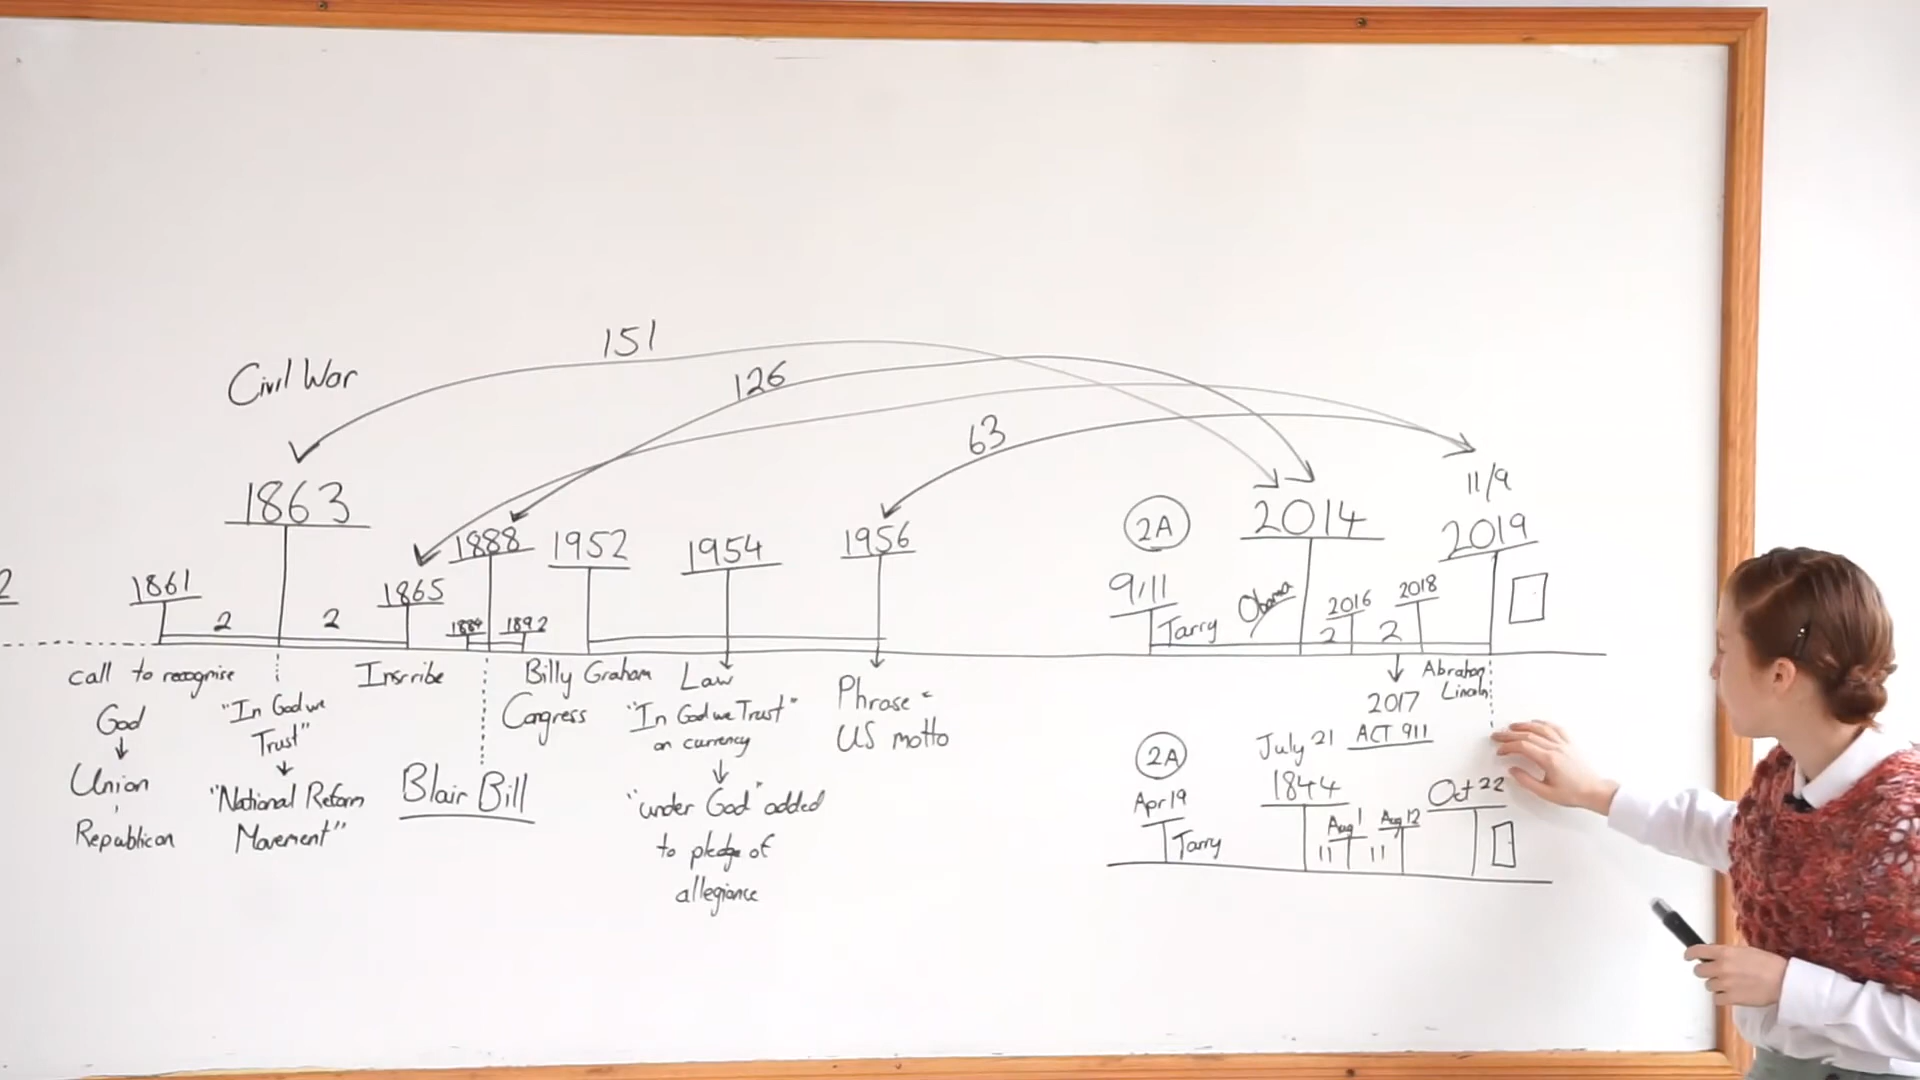 151
Civil War
126
63
11/9
1863
2A
2014
2019
1888
1952
1954
1956
2
1861
2
2
1865
1884
1892
9/11
Tarry
Obama
2016
2018
2
2
call to recognise
God
Union
Republican
"In God we
Trust"
"National Reform
Movement"
Inscribe
Blair Bill
Billy Graham
Congress
Law
"In God we Trust"
on currency
"under God" added
to pledge of
allegiance
Phrase =
US motto
2017
ACT 911
Abraham
Lincoln
2A
Apr 19
Tarry
July 21
1844
Aug 1
Aug 12
Oct 22
11
11